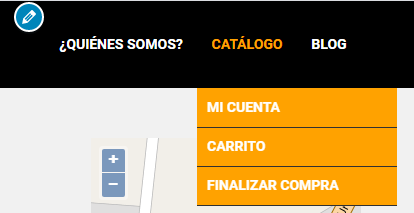 ¿QUIÉNES SOMOS? CATÁLOGO BLOG
MI CUENTA
CARRITO
FINALIZAR COMPRA
+
−